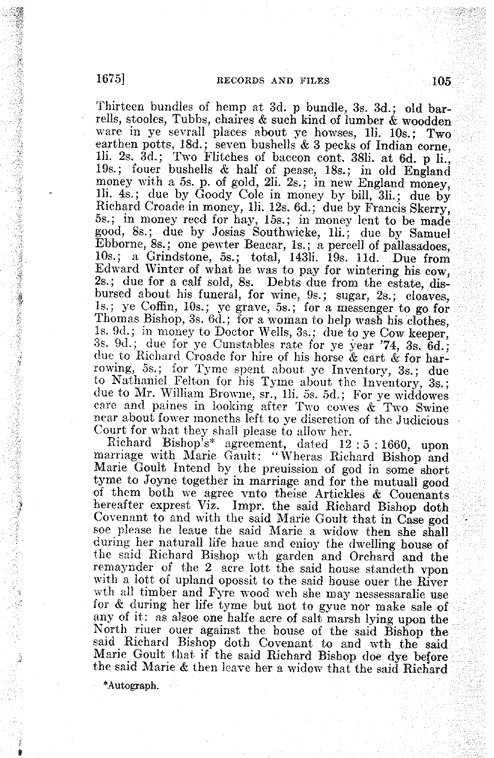 1675] RECORDS AND FILES 105
Thirteen bundles of hemp at 3d. p bundle, 3s. 3d.; old bar-
rells, stooles, Tubbs, chaires & such kind of lumber & woodden
ware in ye sevrall places about ye howses, 1li. 10s.; Two
earthen potts, 18d.; seven bushells & 3 pecks of Indian corne,
1li. 2s. 3d.; Two Flitches of baccon cont. 38li. at 6d. p li.,
19s.; fouer bushells & half of pease, 18s.; in old England
money with a 5s. p. of gold, 2li. 2s.; in new England money,
1li. 4s.; due by Goody Cole in money by bill, 3li.; due by
Richard Croade in money, 1li. 12s. 6d.; due by Francis Skerry,
5s.; in money recd for hay, 15s.; in money lent to be made
good, 8s.; due by Josias Southwicke, 1li.; due by Samuel
Ebborne, 8s.; one pewter Beacar, 1s.; a percell of pallasadoes,
10s.; a Grindstone, 5s.; total, 143li. 19s. 11d. Due from
Edward Winter of what he was to pay for wintering his cow,
2s.; due for a calf sold, 8s. Debts due from the estate, dis-
bursed about his funeral, for wine, 9s.; sugar, 2s.; cloaves,
1s.; ye Coffin, 10s.; ye grave, 5s.; for a messenger to go for
Thomas Bishop, 3s. 6d.; for a woman to help wash his clothes,
1s. 9d.; in money to Doctor Wells, 3s.; due to ye Cow keeper,
3s. 9d.; due for ye Cunstables rate for ye year '74, 3s. 6d.;
due to Richard Croade for hire of his horse & cart & for har-
rowing, 5s.; for Tyme spent about ye Inventory, 3s.; due
to Nathaniel Felton for his Tyme about the Inventory, 3s.;
due to Mr. William Browne, sr., 1li. 5s. 5d.; For ye widdowes
care and paines in looking after Two cowes & Two Swine
near about fower moneths left to ye discretion of the Judicious
Court for what they shall please to allow her.
Richard Bishop's* agreement, dated 12 : 5 : 1660, upon
marriage with Marie Gault: "Wheras Richard Bishop and
Marie Goult Intend by the preuission of god in some short
tyme to Joyne together in marriage and for the mutuall good
of them both we agree vnto theise Artickles & Couenants
hereafter exprest Viz. Impr. the said Richard Bishop doth
Covenant to and with the said Marie Goult that in Case god
soe please he leaue the said Marie a widow then she shall
during her naturall life haue and enioy the dwelling house of
the said Richard Bishop wth garden and Orchard and the
remaynder of the 2 acre lott the said house standeth vpon
with a lott of upland opossit to the said house ouer the River
wth all timber and Fyre wood wch she may nessessaralie use
for & during her life tyme but not to gyue nor make sale of
any of it: as alsoe one halfe acre of salt marsh lying upon the
North riuer ouer against the house of the said Bishop the
said Richard Bishop doth Covenant to and wth the said
Marie Goult that if the said Richard Bishop doe dye before
the said Marie & then leave her a widow that the said Richard
*Autograph.